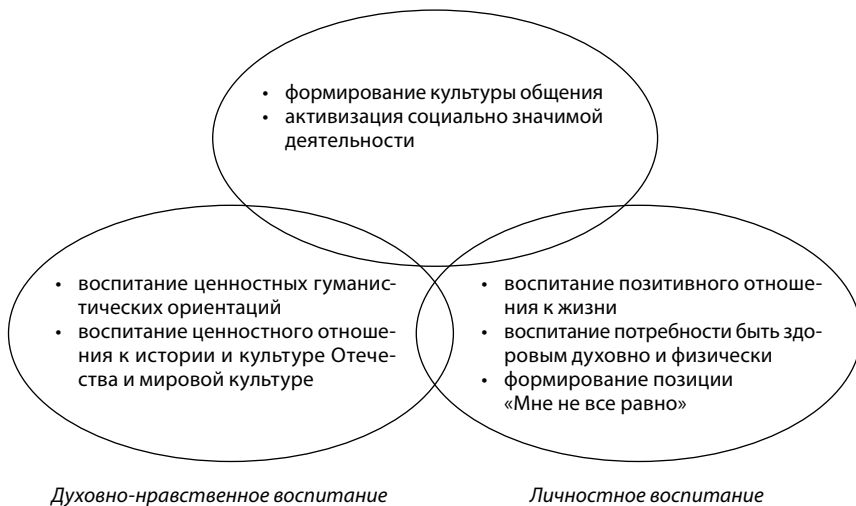 • формирование культуры общения
• активизация социально значимой
деятельности
• воспитание ценностных гуманис-
тических ориентаций
• воспитание ценностного отноше-
ния к истории и культуре Отече-
ства и мировой культуре
• воспитание позитивного отноше-
ния к жизни
• воспитание потребности быть здо-
ровым духовно и физически
• формирование позиции
«Мне не все равно»
Духовно-нравственное воспитание
Личностное воспитание